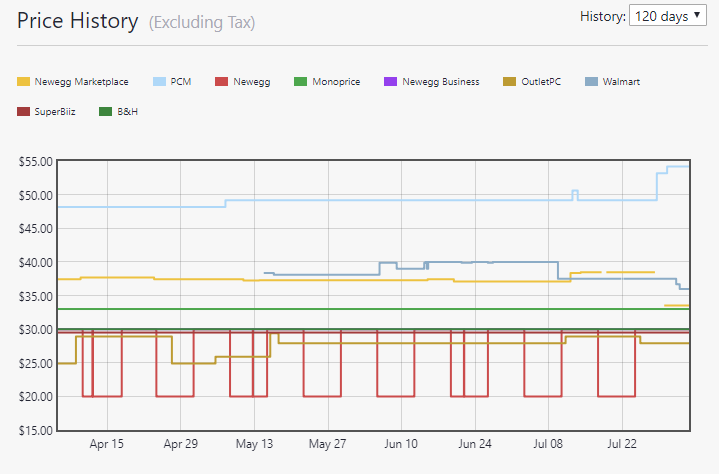 Price History (Excluding Tax)
History: 120 days
Newegg Marketplace PCM Newegg Monoprice Newegg Business OutletPC Walmart
SuperBiiz B&H
$55.00
$50.00
$45.00
$40.00
$35.00
$30.00
$25.00
$20.00
$15.00
Apr 15 Apr 29 May 13 May 27 Jun 10 Jun 24 Jul 08 Jul 22